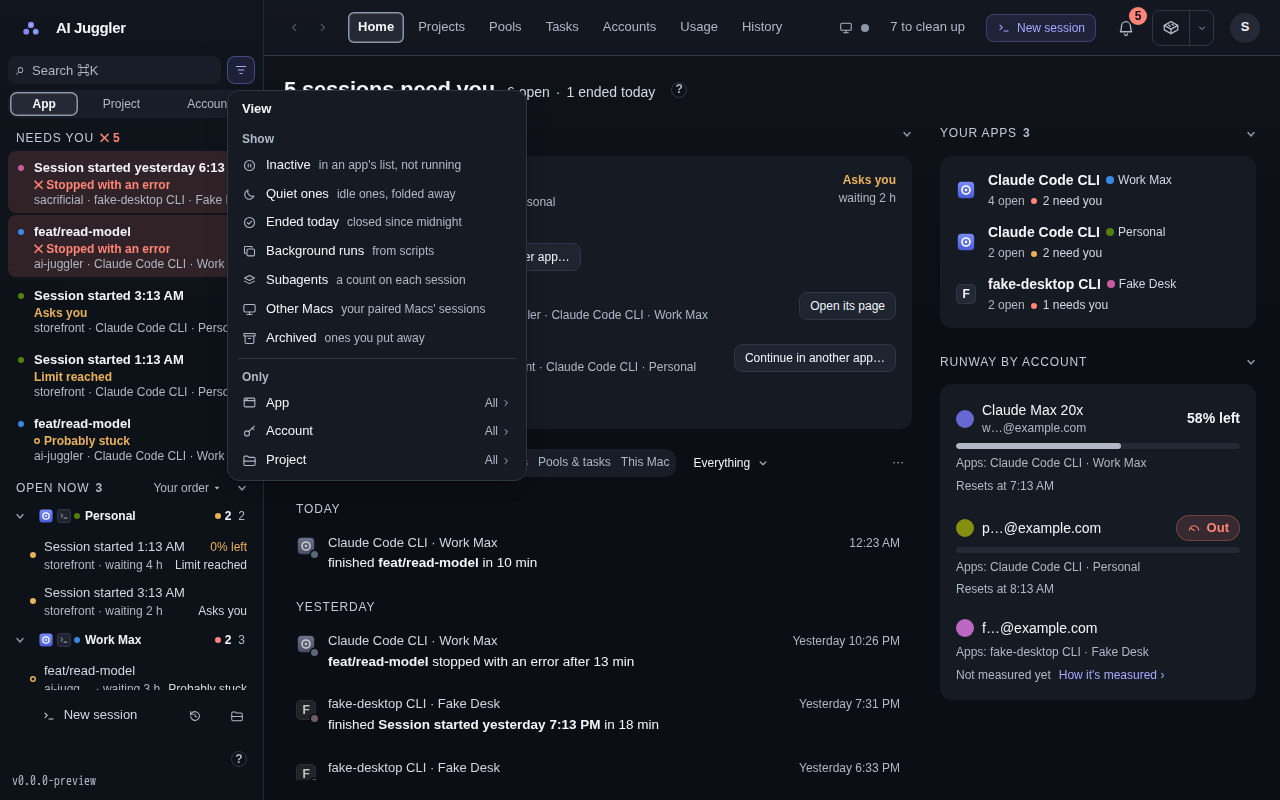 AI Juggler
Home
Projects
Pools
Tasks
Accounts
Usage
History
7 to clean up
New session
5
S
Search ⌘K
App
Project
NEEDS YOU 5
Session started yesterday 6:13
Stopped with an error
sacrificial · fake-desktop CLI · Fake
feat/read-model
Stopped with an error
ai-juggler · Claude Code CLI · Work
Session started 3:13 AM
Asks you
storefront · Claude Code CLI ·
Session started 1:13 AM
Limit reached
storefront · Claude Code CLI ·
feat/read-model
Probably stuck
ai-juggler · Claude Code CLI · Work
OPEN NOW 3
Your order
Personal
2 2
Session started 1:13 AM
0% left
storefront · waiting 4 h
Limit reached
Session started 3:13 AM
storefront · waiting 2 h
Asks you
Work Max
2 3
feat/read-model
waiting 3 h
Probably stuck
New session
?
v0.0.0-preview
View
Show
Inactive in an app's list, not running
Quiet ones idle ones, folded away
Ended today closed since midnight
Background runs from scripts
Subagents a count on each session
Other Macs your paired Macs' sessions
Archived ones you put away
Only
App All
Account All
Project All
5 sessions need you
open · 1 ended today
?
Asks you
waiting 2 h
app…
Open its page
· Claude Code CLI · Work Max
Continue in another app…
· Claude Code CLI · Personal
Pools & tasks
This Mac
Everything
TODAY
Claude Code CLI · Work Max
12:23 AM
finished feat/read-model in 10 min
YESTERDAY
Claude Code CLI · Work Max
Yesterday 10:26 PM
feat/read-model stopped with an error after 13 min
F
fake-desktop CLI · Fake Desk
Yesterday 7:31 PM
finished Session started yesterday 7:13 PM in 18 min
F
fake-desktop CLI · Fake Desk
Yesterday 6:33 PM
YOUR APPS 3
Claude Code CLI Work Max
4 open 2 need you
Claude Code CLI Personal
2 open 2 need you
F
fake-desktop CLI Fake Desk
2 open 1 needs you
RUNWAY BY ACCOUNT
Claude Max 20x
w…@example.com
58% left
Apps: Claude Code CLI · Work Max
Resets at 7:13 AM
p…@example.com
Out
Apps: Claude Code CLI · Personal
Resets at 8:13 AM
f…@example.com
Apps: fake-desktop CLI · Fake Desk
Not measured yet How it's measured ›